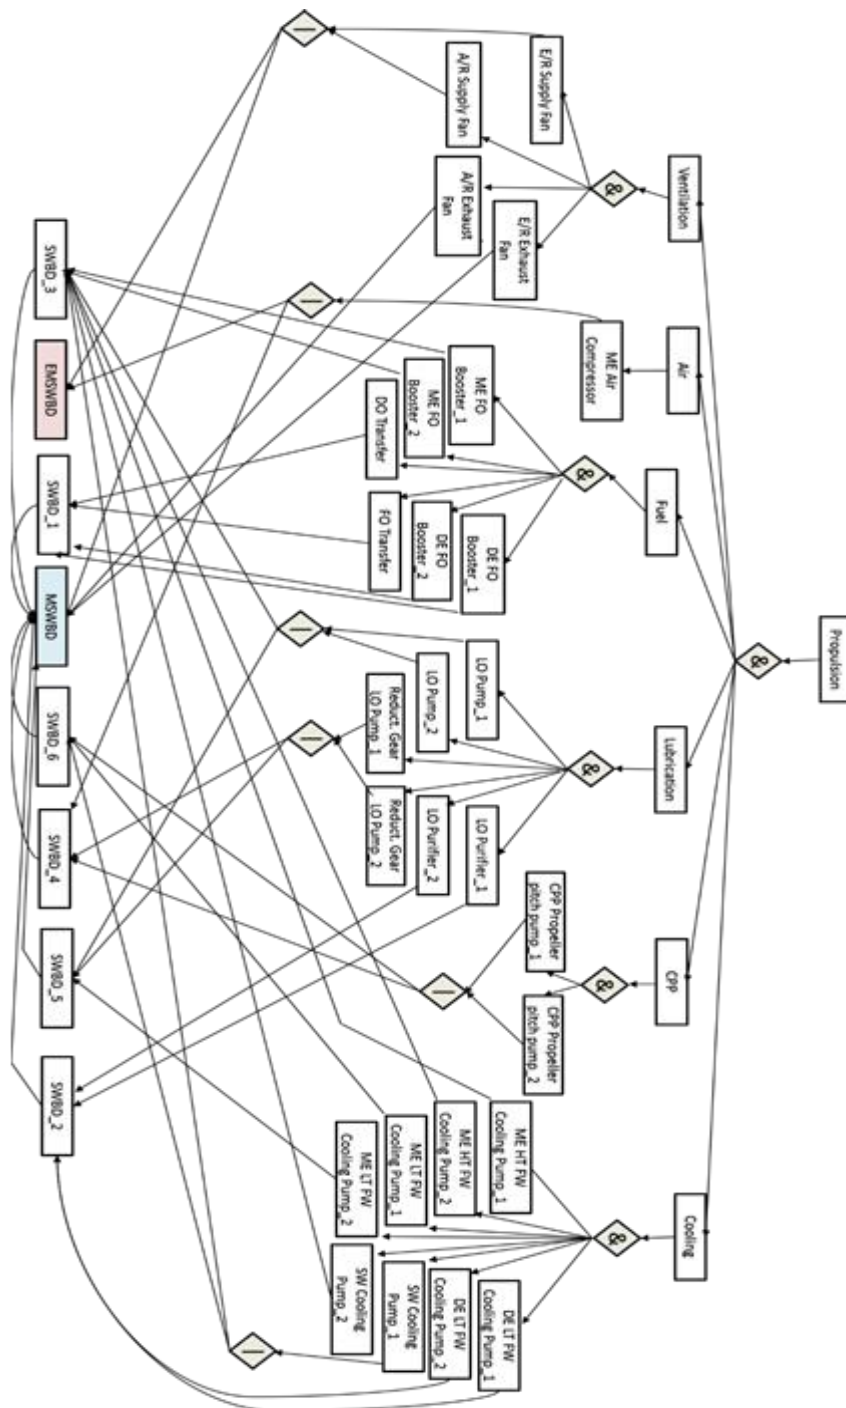 Propulsion
&
Ventilation
Air
Fuel
Lubrication
CPP
Cooling
&
E/R Supply Fan
A/R Supply Fan
A/R Exhaust
Fan
E/R Exhaust
Fan
ME Air
Compressor
&
ME FO
Booster_1
ME FO
Booster_2
DO Transfer
FO Transfer
DE FO
Booster_2
DE FO
Booster_1
&
LO Pump_1
LO Pump_2
Reduct. Gear
LO Pump_1
Reduct. Gear
LO Pump_2
LO Purifier_2
LO Purifier_1
&
CPP Propeller
pitch pump_1
CPP Propeller
pitch pump_2
&
ME HT FW
Cooling Pump_1
ME HT FW
Cooling Pump_2
ME LT FW
Cooling Pump_1
ME LT FW
Cooling Pump_2
SW Cooling
Pump_2
SW Cooling
Pump_1
DE LT FW
Cooling Pump_2
DE LT FW
Cooling Pump_1
|
|
|
|
|
|
SWBD_3
EMSWBD
SWBD_1
MSWBD
SWBD_6
SWBD_4
SWBD_5
SWBD_2